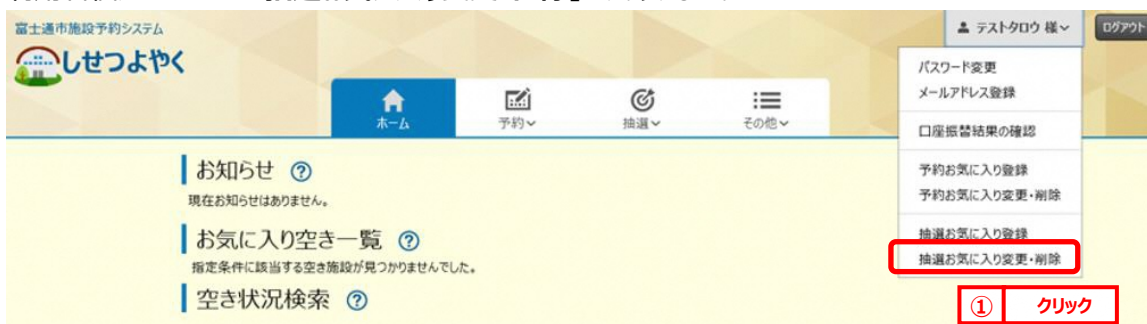 富士通市施設予約システム
しせつよやく
テストタロウ 様
ログアウト
ホーム
予約
抽選
その他
パスワード変更
メールアドレス登録
口座振替結果の確認
予約お気に入り登録
予約お気に入り変更・削除
抽選お気に入り登録
抽選お気に入り変更・削除
① クリック
お知らせ ?
現在お知らせはありません。
お気に入り空き一覧 ?
指定条件に該当する空き施設が見つかりませんでした。
空き状況検索 ?